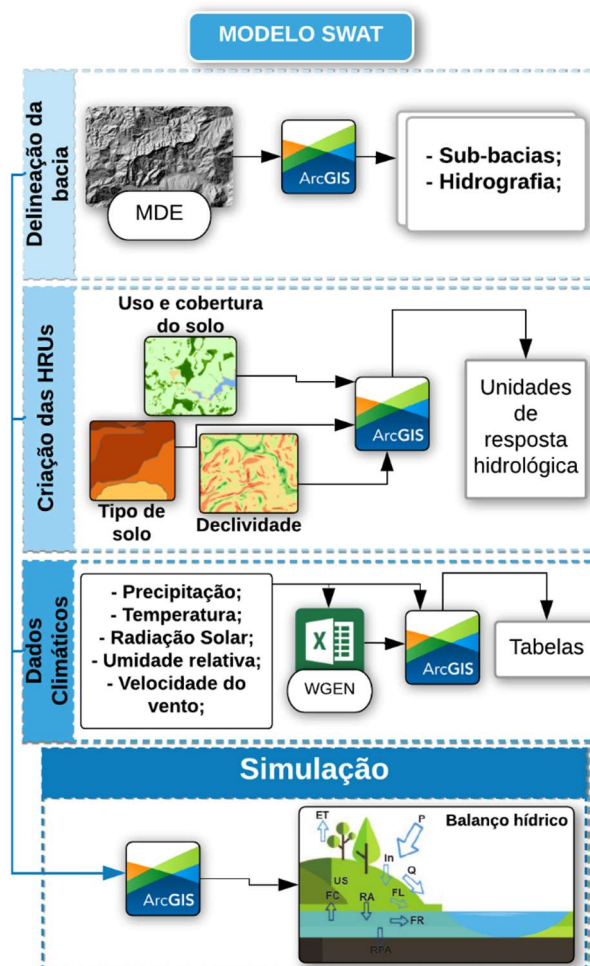 MODELO SWAT
Delineação da
bacia
MDE
ArcGIS
- Sub-bacias;
- Hidrografia;
Criação das HRUs
Uso e cobertura
do solo
Tipo de
solo
Declividade
ArcGIS
Unidades
de
resposta
hidrológica
Dados
Climáticos
- Precipitação;
- Temperatura;
- Radiação Solar;
- Umidade relativa;
- Velocidade do
vento;
X
WGEN
ArcGIS
Tabelas
Simulação
ArcGIS
Balanço hídrico
ET
P
In
Q
US
FC
RA
FL
FR
RPA